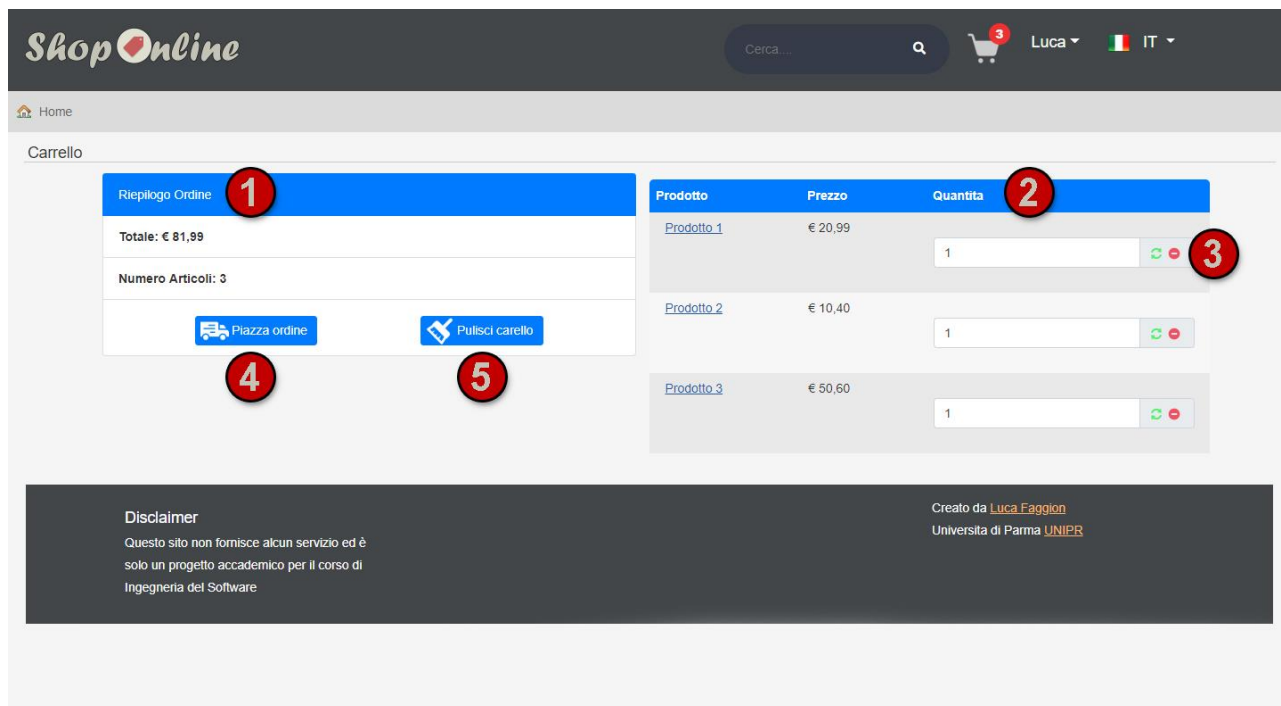 Shop Online
Cerca....
3
Luca
IT
Home
Carrello
Riepilogo Ordine
1
Totale: € 81,99
Numero Articoli: 3
Piazza ordine
Pulisci carello
4
5
Prodotto Prezzo Quantita
2
Prodotto 1 € 20,99
1
3
Prodotto 2 € 10,40
1
Prodotto 3 € 50,60
1
Disclaimer
Questo sito non fornisce alcun servizio ed è
solo un progetto accademico per il corso di
Ingegneria del Software
Creato da Luca Faggion
Universita di Parma UNIPR